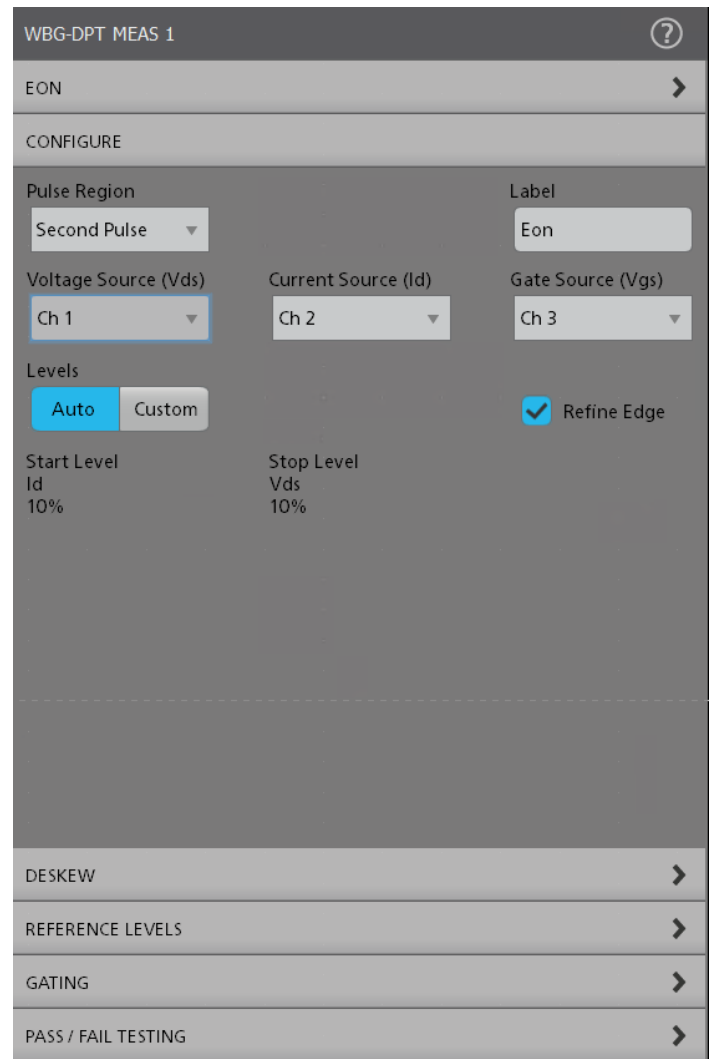 WBG-DPT MEAS 1
?
EON
CONFIGURE
Pulse Region
Label
Second Pulse
Eon
Voltage Source (Vds)
Current Source (Id)
Gate Source (Vgs)
Ch 1
Ch 2
Ch 3
Levels
Auto
Custom
Refine Edge
Start Level
Id
10%
Stop Level
Vds
10%
DESKEW
REFERENCE LEVELS
GATING
PASS / FAIL TESTING